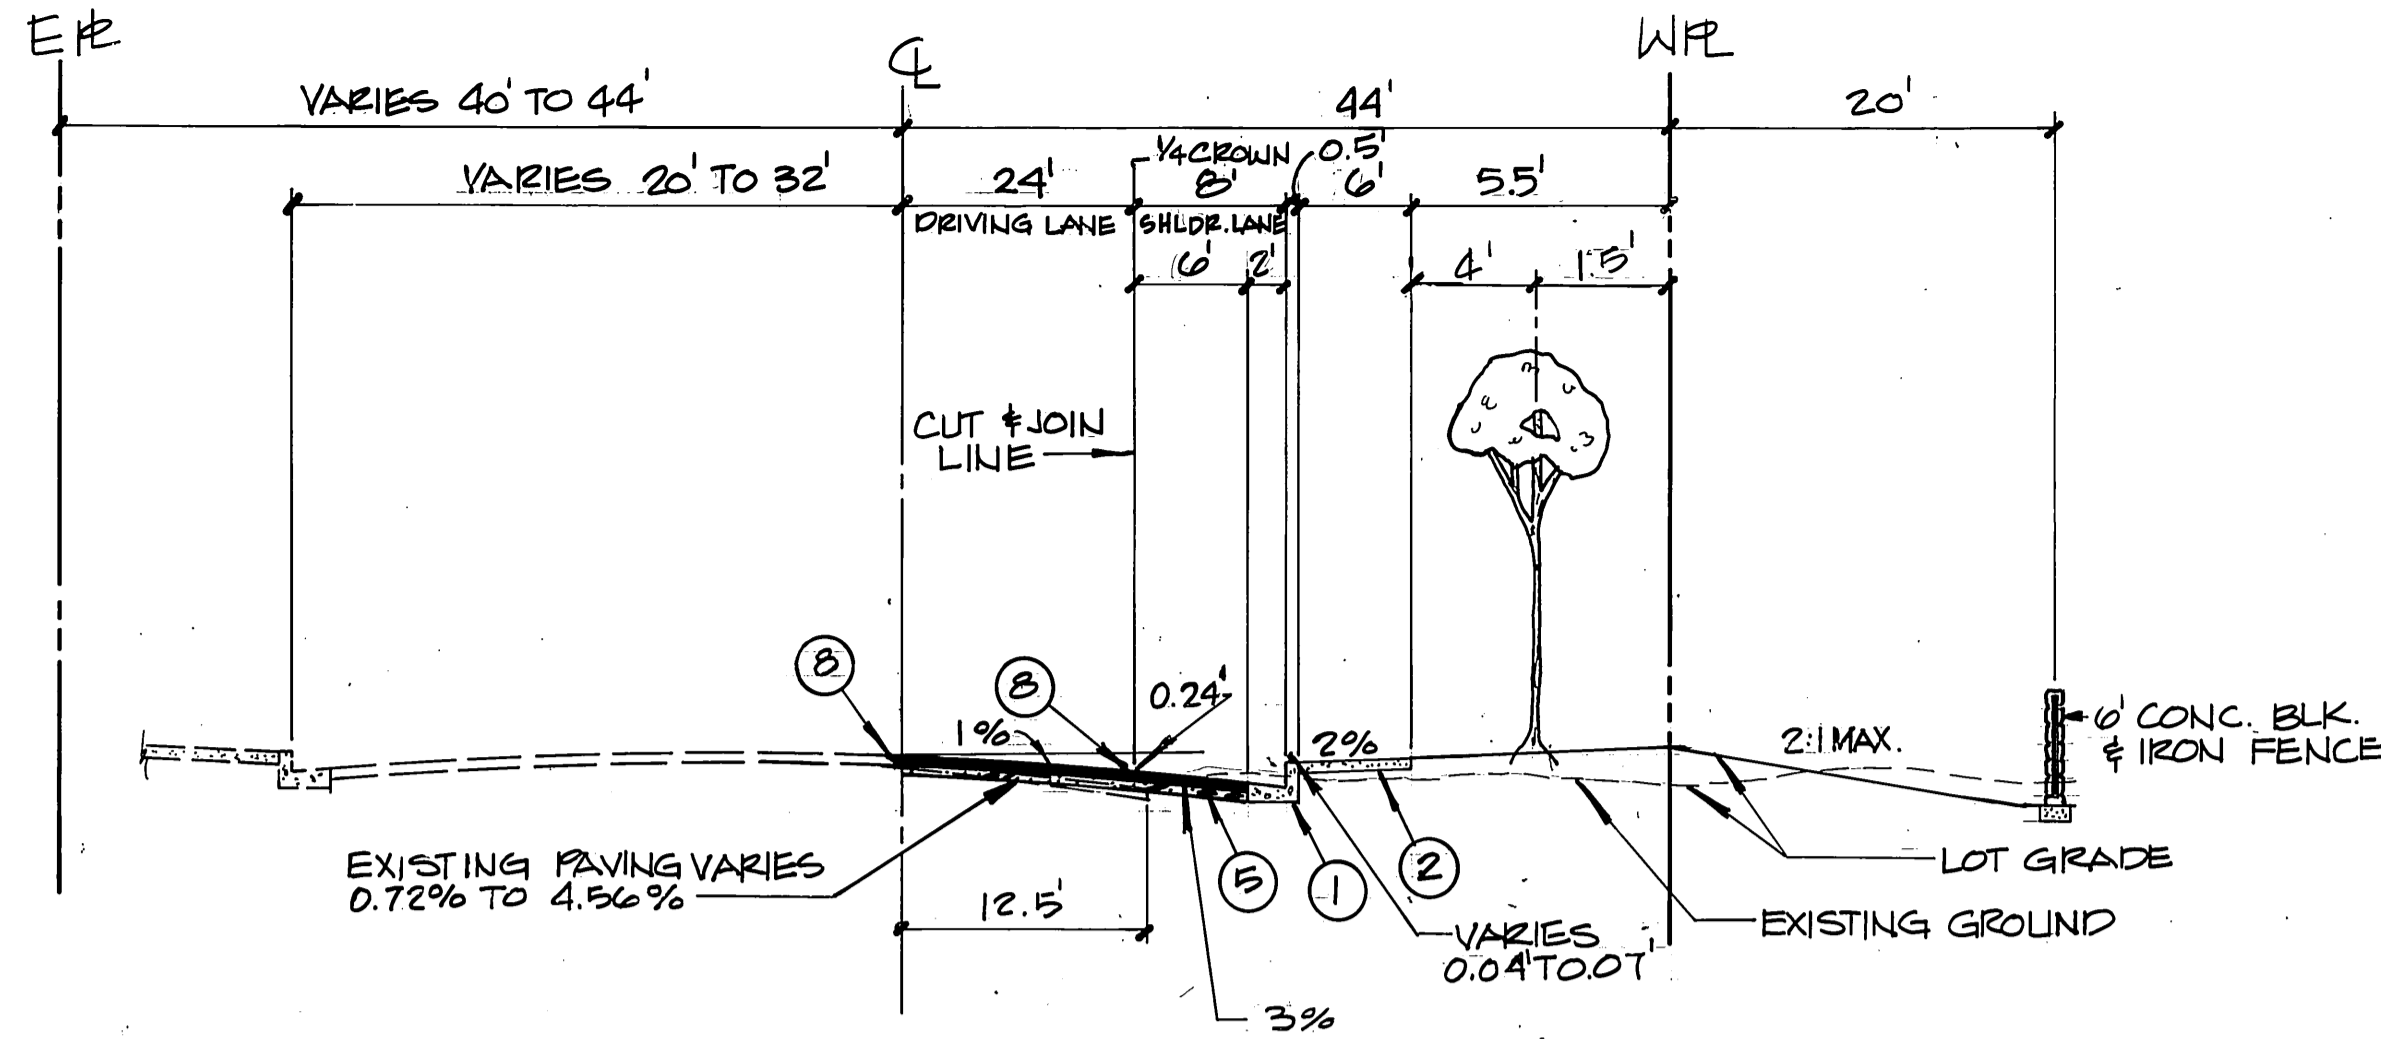 E PL
CL
W PL
VARIES 40' TO 44'
44'
20'
1/4 CROWN
0.5'
VARIES 20' TO 32'
24'
8'
6'
5.5'
DRIVING LANE
SHLDR. LANE
6'
2'
4'
1.5'
CUT & JOIN
LINE
8
8
0.24'
1%
2%
2:1 MAX.
6' CONC. BLK.
& IRON FENCE
EXISTING PAVING VARIES
0.72% TO 4.56%
12.5'
5
1
2
LOT GRADE
EXISTING GROUND
VARIES
0.04' TO 0.07'
3%